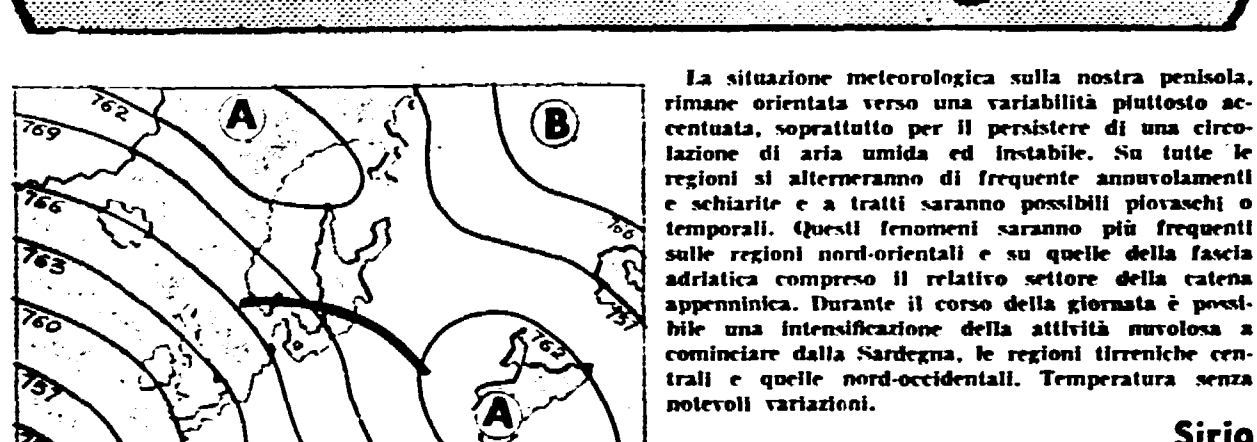 762
A
B
769
766
766
763
757
760
762
757
A
La situazione meteorologica sulla nostra penisola,
rimane orientata verso una variabilità piuttosto ac-
centuata, soprattutto per il persistere di una circo-
lazione di aria umida ed instabile. Su tutte le
regioni si alterneranno di frequente annuvolamenti
e schiarite e a tratti saranno possibili piovaschi o
temporali. Questi fenomeni saranno più frequenti
sulle regioni nord-orientali e su quelle della fascia
adriatica compreso il relativo settore della catena
appenninica. Durante il corso della giornata è possi-
bile una intensificazione della attività nuvolosa a
cominciare dalla Sardegna, le regioni tirreniche cen-
trali e quelle nord-occidentali. Temperatura senza
notevoli variazioni.
Sirio